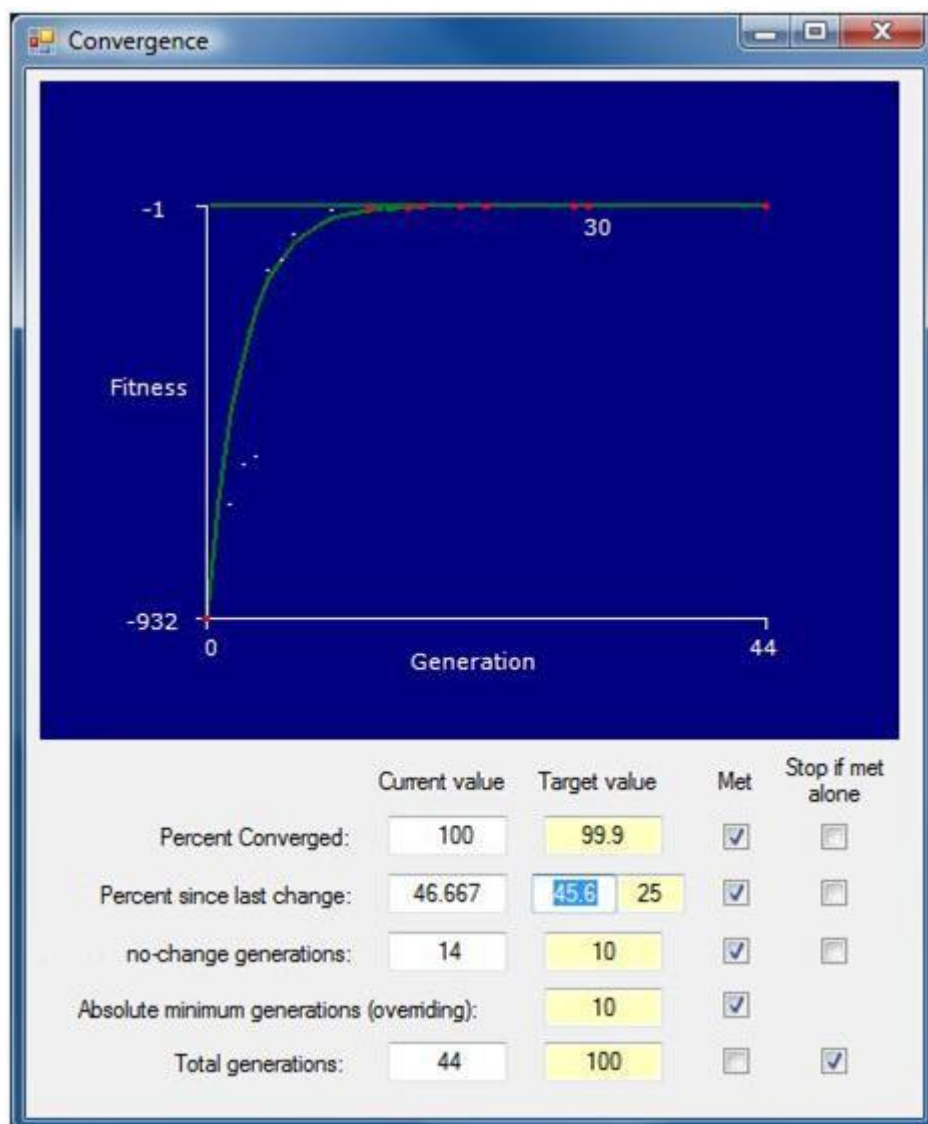 Convergence
-1
30
Fitness
-932
0
44
Generation
Current value Target value Met Stop if met alone
Percent Converged: 100 99.9
Percent since last change: 46.667 45.6 25
no-change generations: 14 10
Absolute minimum generations (overriding): 10
Total generations: 44 100